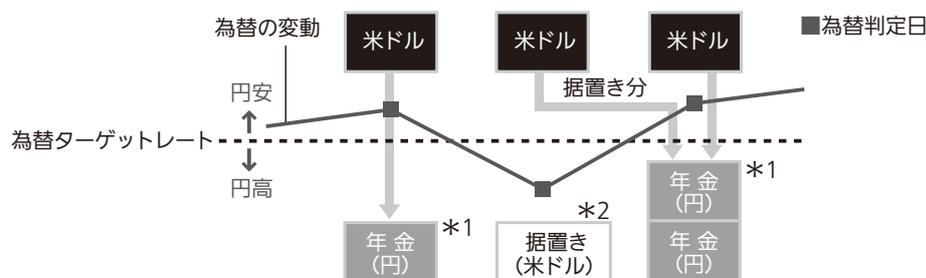 為替の変動
米ドル
米ドル
米ドル
■為替判定日
据置き分
円安
為替ターゲットレート
円高
年 金
(円)
*1
*2
据置き
(米ドル)
年 金
(円)
*1
年 金
(円)